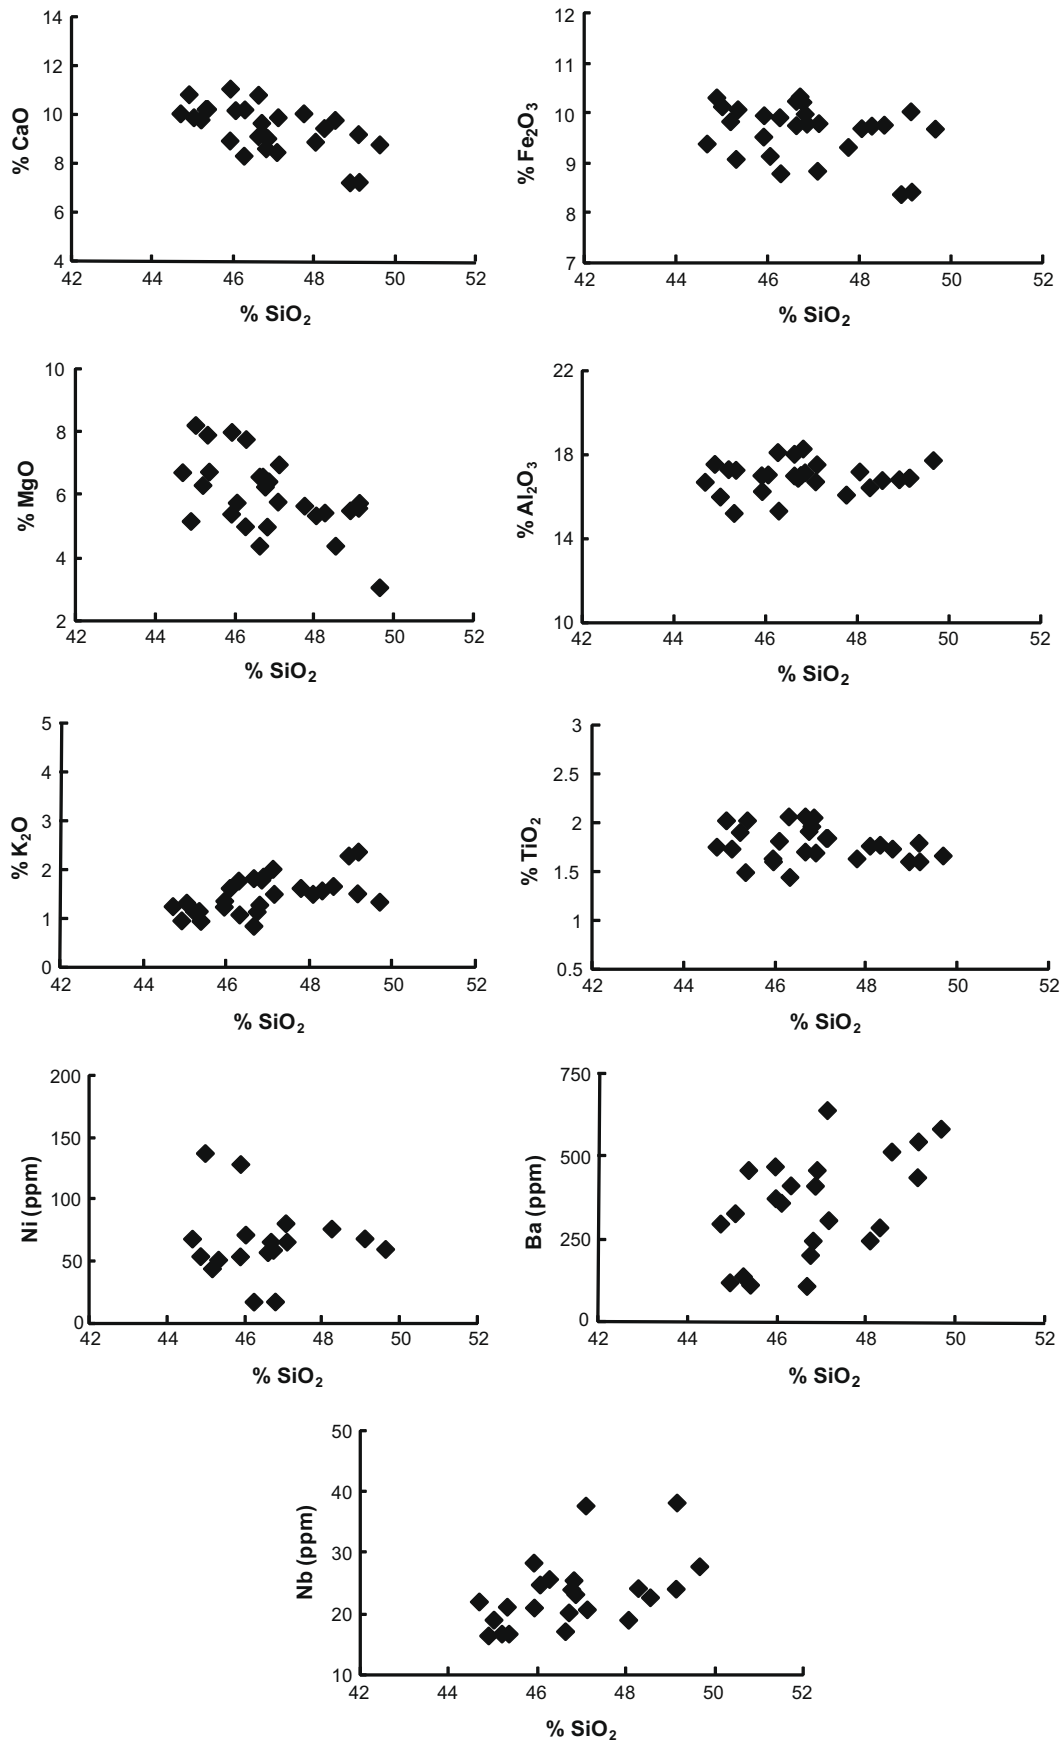 14
12
10
8
6
4
% CaO
42 44 46 48 50 52
% SiO₂
12
11
10
9
8
7
% Fe₂O₃
42 44 46 48 50 52
% SiO₂
10
8
6
4
2
% MgO
42 44 46 48 50 52
% SiO₂
22
18
14
10
% Al₂O₃
42 44 46 48 50 52
% SiO₂
5
4
3
2
1
0
% K₂O
42 44 46 48 50 52
% SiO₂
3
2.5
2
1.5
1
0.5
% TiO₂
42 44 46 48 50 52
% SiO₂
200
150
100
50
0
Ni (ppm)
42 44 46 48 50 52
% SiO₂
750
500
250
0
Ba (ppm)
42 44 46 48 50 52
% SiO₂
50
40
30
20
10
Nb (ppm)
42 44 46 48 50 52
% SiO₂